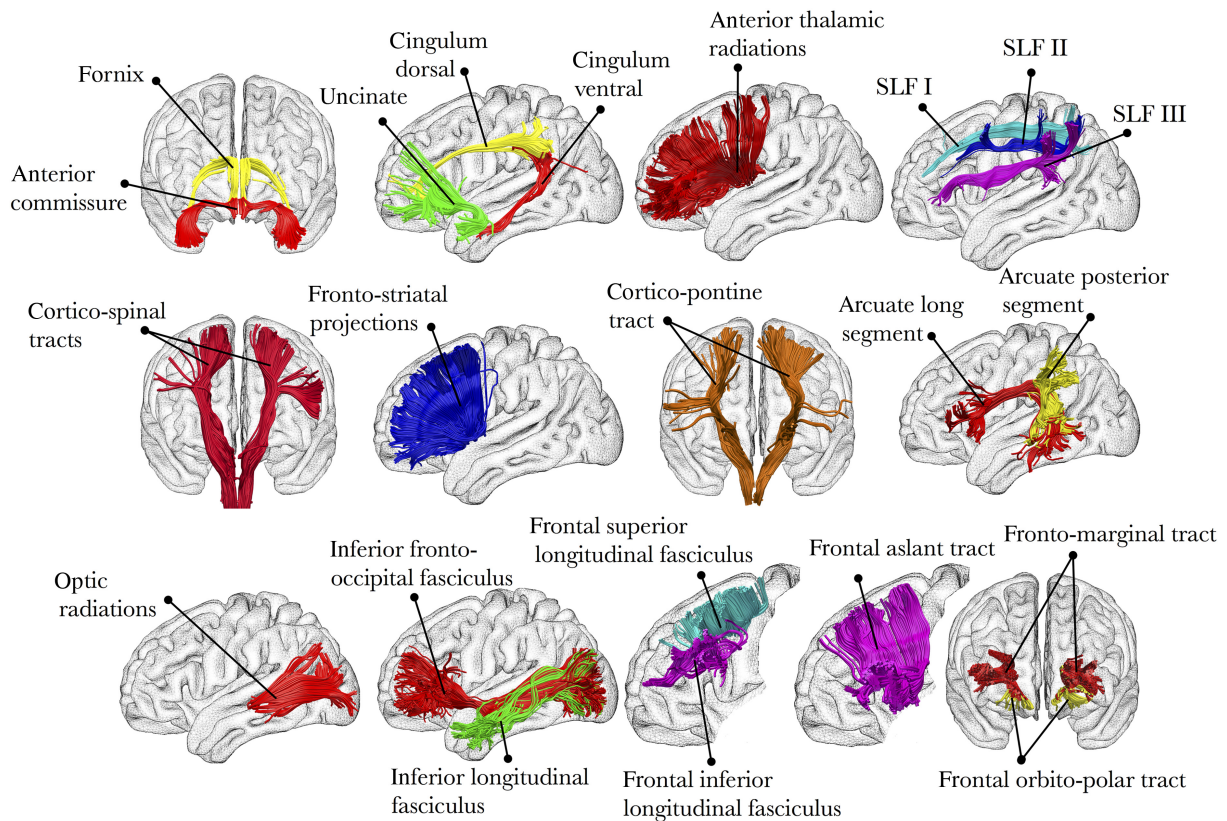 Fornix
Anterior
commissure
Cingulum
dorsal
Uncinate
Cingulum
ventral
Anterior thalamic
radiations
SLF I
SLF II
SLF III
Cortico-spinal
tracts
Fronto-striatal
projections
Cortico-pontine
tract
Arcuate long
segment
Arcuate posterior
segment
Optic
radiations
Inferior fronto-
occipital fasciculus
Inferior longitudinal
fasciculus
Frontal superior
longitudinal fasciculus
Frontal inferior
longitudinal fasciculus
Frontal aslant tract
Fronto-marginal tract
Frontal orbito-polar tract